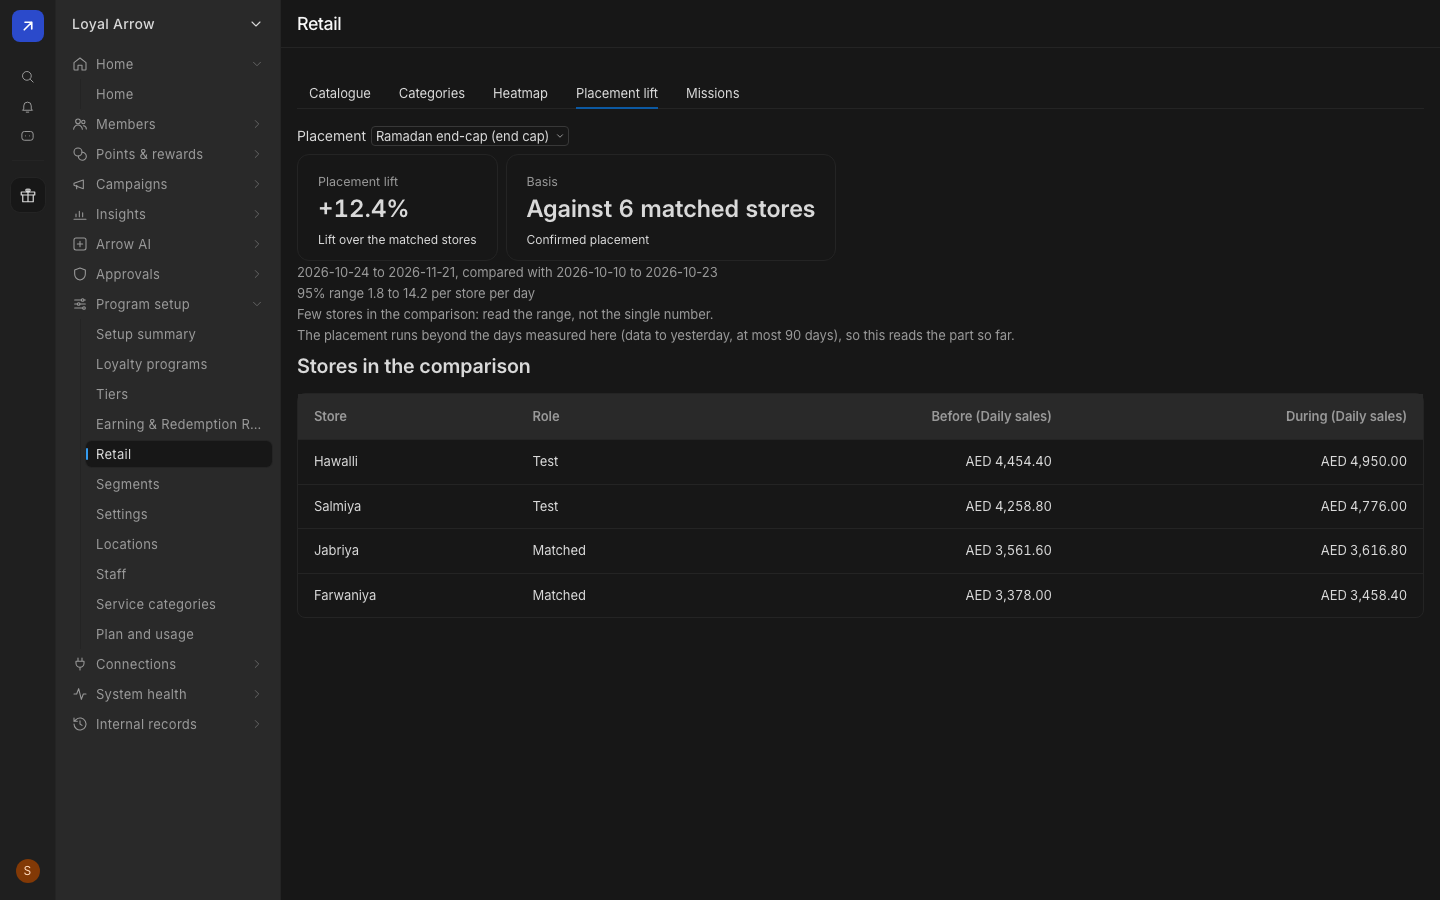 Loyal Arrow
Home
Home
Members
Points & rewards
Campaigns
Insights
Arrow AI
Approvals
Program setup
Setup summary
Loyalty programs
Tiers
Earning & Redemption R...
Retail
Segments
Settings
Locations
Staff
Service categories
Plan and usage
Connections
System health
Internal records
S
Retail
Catalogue Categories Heatmap Placement lift Missions
Placement Ramadan end-cap (end cap)
Placement lift
+12.4%
Lift over the matched stores
Basis
Against 6 matched stores
Confirmed placement
2026-10-24 to 2026-11-21, compared with 2026-10-10 to 2026-10-23
95% range 1.8 to 14.2 per store per day
Few stores in the comparison: read the range, not the single number.
The placement runs beyond the days measured here (data to yesterday, at most 90 days), so this reads the part so far.
Stores in the comparison
Store Role Before (Daily sales) During (Daily sales)
Hawalli Test AED 4,454.40 AED 4,950.00
Salmiya Test AED 4,258.80 AED 4,776.00
Jabriya Matched AED 3,561.60 AED 3,616.80
Farwaniya Matched AED 3,378.00 AED 3,458.40